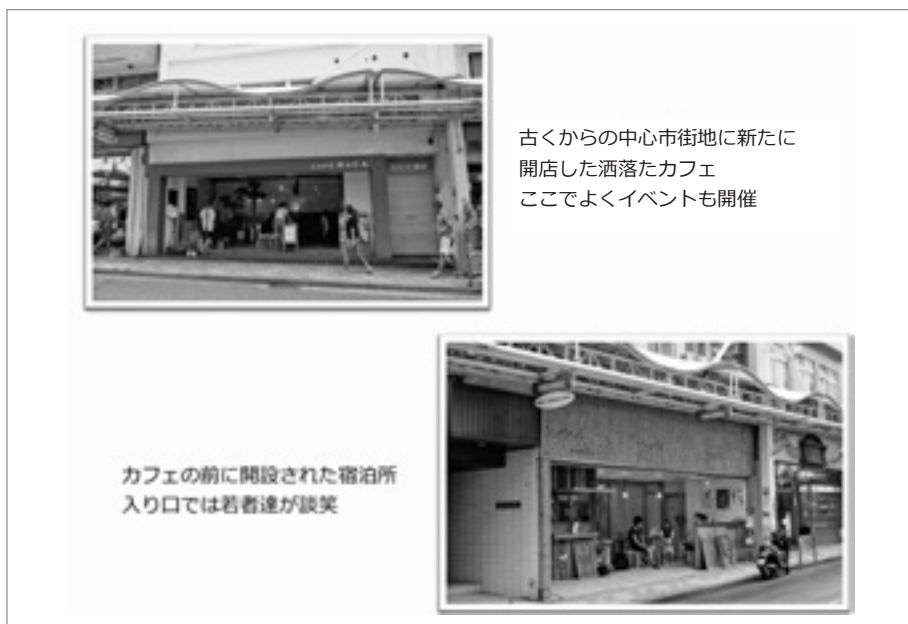 古くからの中心市街地に新たに
開店した洒落たカフェ
ここでよくイベントも開催
カフェの前に開設された宿泊所
入り口では若者達が談笑